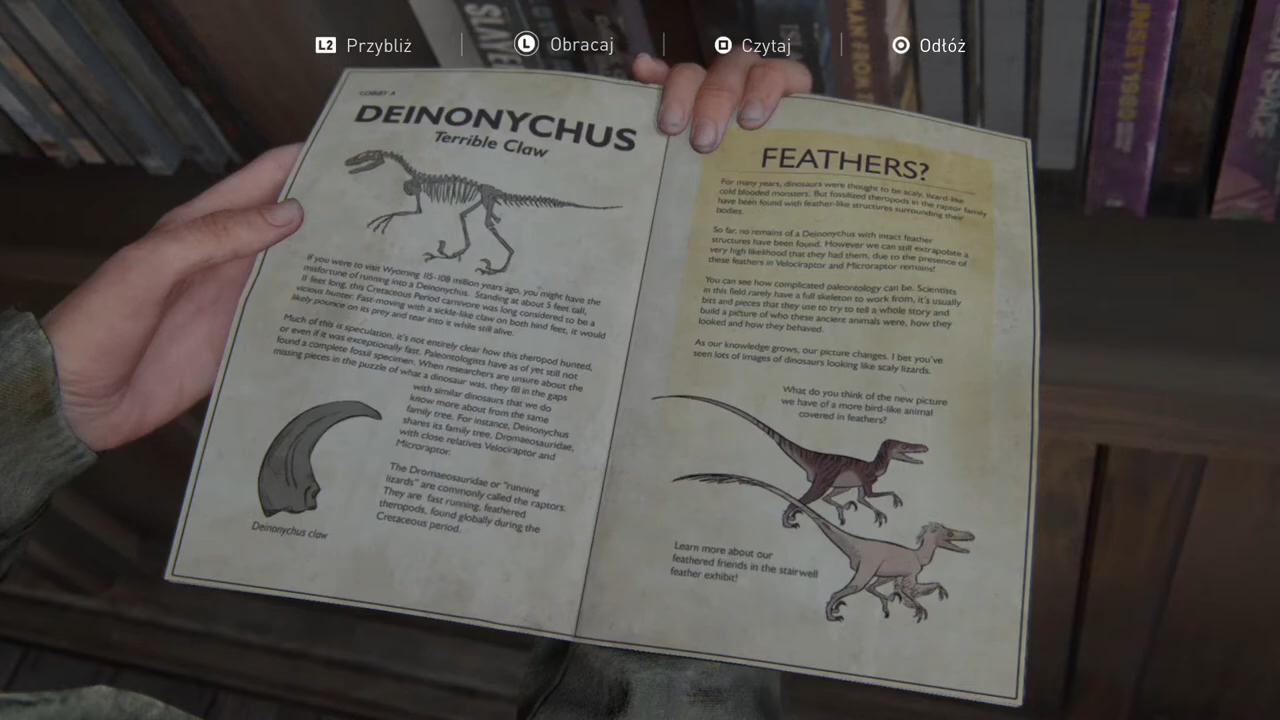 L2 Przybliż
L Obracaj
Czytaj
Odłóż
LOBBY A
DEINONYCHUS
Terrible Claw
If you were to visit Wyoming 115-108 million years ago, you might have the
misfortune of running into a Deinonychus. Standing at about 5 feet tall,
11 feet long, this Cretaceous Period carnivore was long considered to be a
vicious hunter. Fast-moving with a sickle-like claw on both hind feet, it would
likely pounce on its prey and tear into it while still alive.
Much of this is speculation, it's not entirely clear how this theropod hunted,
or even if it was exceptionally fast. Paleontologists have as of yet still not
found a complete fossil specimen. When researchers are unsure about the
missing pieces in the puzzle of what a dinosaur was, they fill in the gaps
with similar dinosaurs that we do
know more about from the same
family tree. For instance, Deinonychus
shares its family tree, Dromaeosauridae,
with close relatives Velociraptor and
Microraptor.
The Dromaeosauridae or "running
lizards" are commonly called the raptors.
They are fast running, feathered
theropods, found globally during the
Cretaceous period.
Deinonychus claw
FEATHERS?
For many years, dinosaurs were thought to be scaly, lizard-like
cold blooded monsters. But fossilized theropods in the raptor family
have been found with feather-like structures surrounding their
bodies.
So far, no remains of a Deinonychus with intact feather
structures have been found. However we can still extrapolate a
very high likelihood that they had them, due to the presence of
these feathers in Velociraptor and Microraptor remains!
You can see how complicated paleontology can be. Scientists
in this field rarely have a full skeleton to work from, it's usually
bits and pieces that they use to try to tell a whole story and
build a picture of who these ancient animals were, how they
looked and how they behaved.
As our knowledge grows, our picture changes. I bet you've
seen lots of images of dinosaurs looking like scaly lizards.
What do you think of the new picture
we have of a more bird-like animal
covered in feathers?
Learn more about our
feathered friends in the stairwell
feather exhibit!